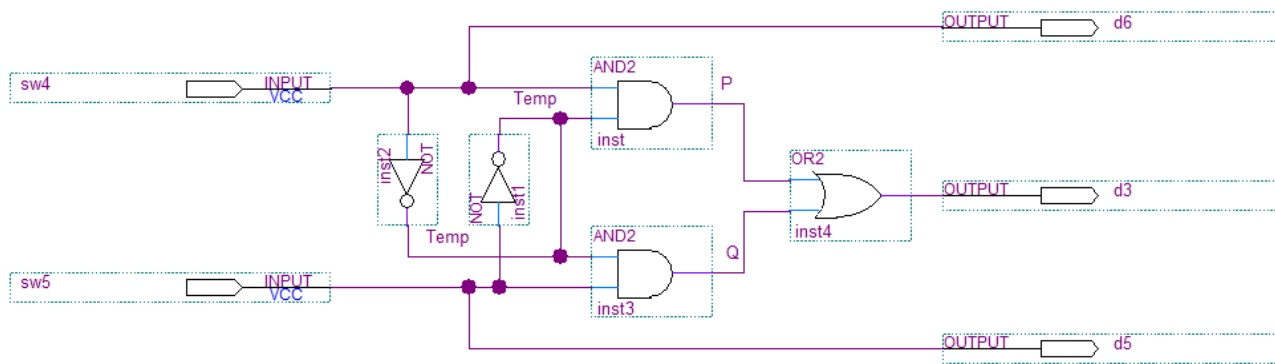 OUTPUT
d6
AND2
sw4
INPUT
VCC
Temp
P
inst
inst2
NOT
NOT
inst1
OR2
OUTPUT
d3
inst4
Temp
AND2
Q
sw5
INPUT
VCC
inst3
OUTPUT
d5